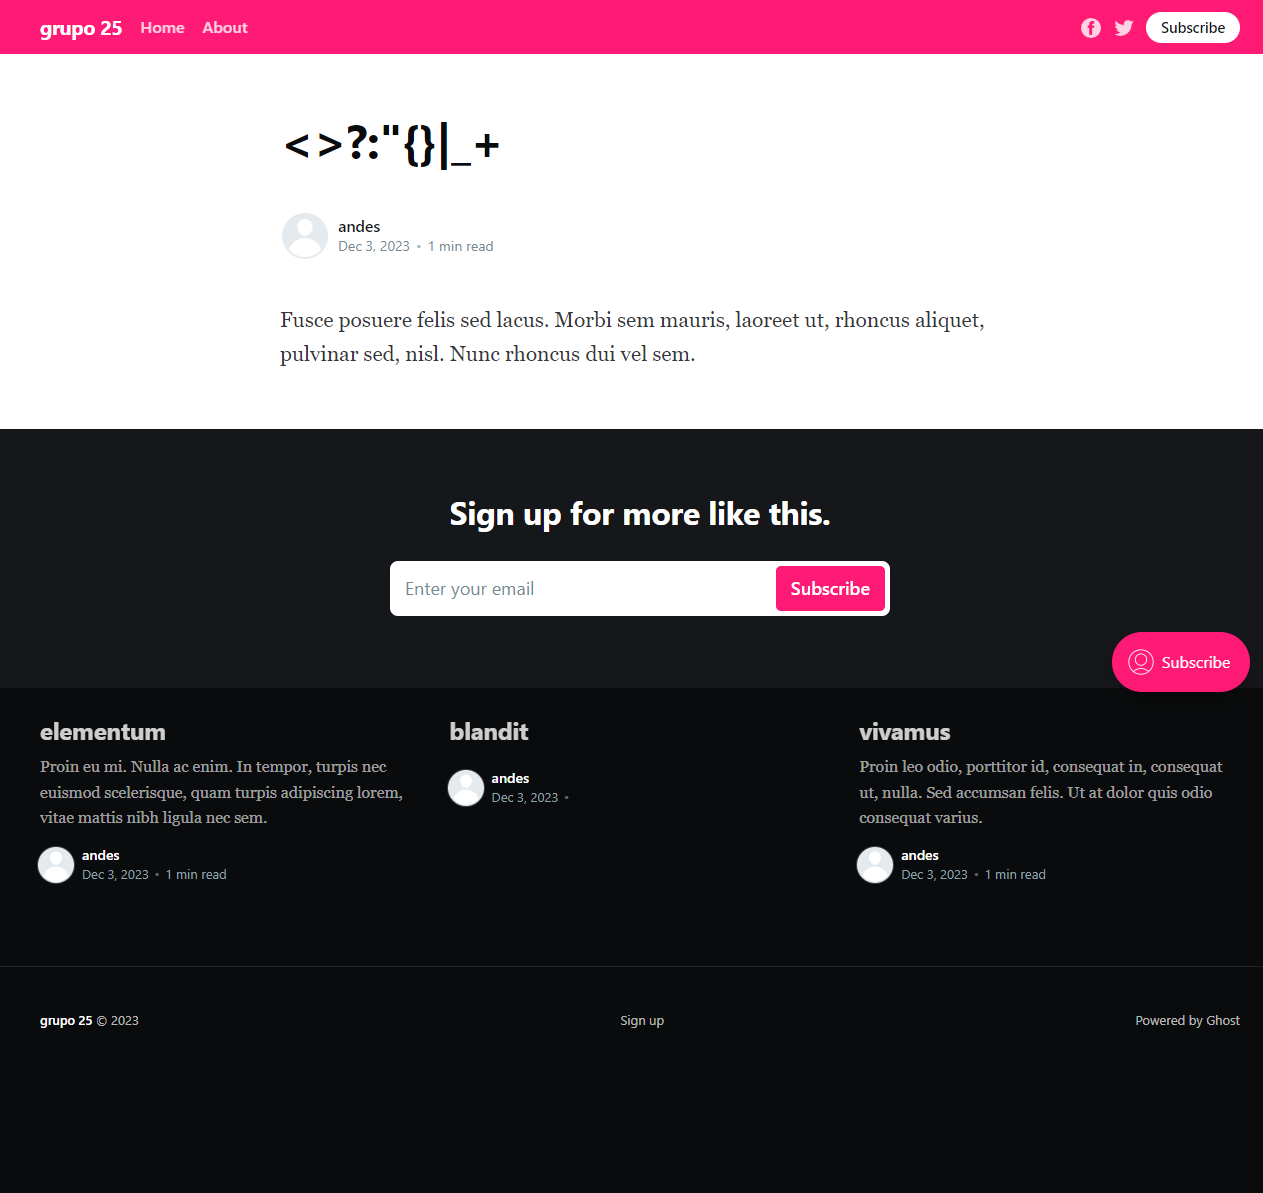 grupo 25 Home About Subscribe
<>?:"{}|_+
andes
Dec 3, 2023 • 1 min read
Fusce posuere felis sed lacus. Morbi sem mauris, laoreet ut, rhoncus aliquet,
pulvinar sed, nisl. Nunc rhoncus dui vel sem.
Sign up for more like this.
Enter your email Subscribe
Subscribe
elementum
Proin eu mi. Nulla ac enim. In tempor, turpis nec
euismod scelerisque, quam turpis adipiscing lorem,
vitae mattis nibh ligula nec sem.
andes
Dec 3, 2023 • 1 min read
blandit
andes
Dec 3, 2023 •
vivamus
Proin leo odio, porttitor id, consequat in, consequat
ut, nulla. Sed accumsan felis. Ut at dolor quis odio
consequat varius.
andes
Dec 3, 2023 • 1 min read
grupo 25 © 2023 Sign up Powered by Ghost